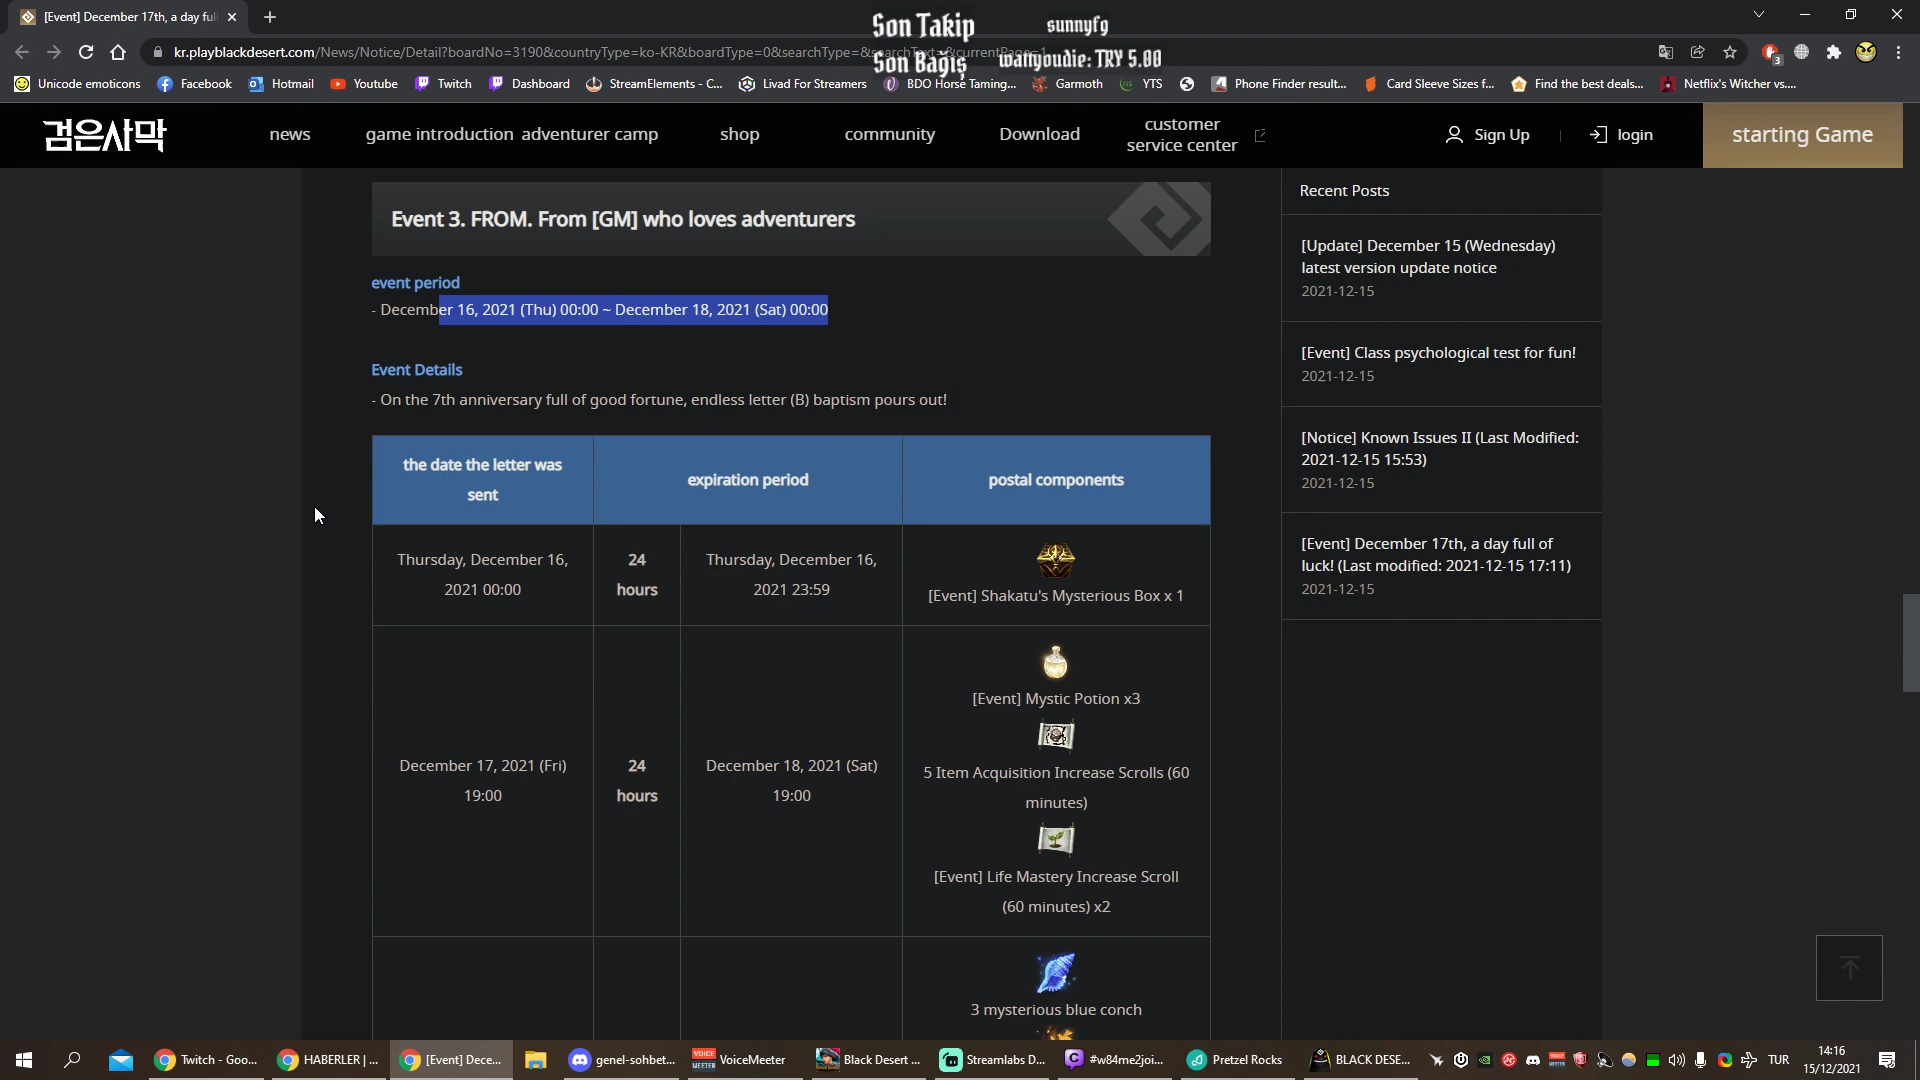 [Event] December 17th, a day ful
Son Takip
sunnyfg
Son Bağış
wattyoudie: TRY 5.00
kr.playblackdesert.com/News/Notice/Detail?boardNo=3190&countryType=ko-KR&boardType=0&searchType=&searchText=&currentPage=1
3
Unicode emoticons
Facebook
Hotmail
Youtube
Twitch
Dashboard
StreamElements - C...
Livad For Streamers
BDO Horse Taming...
Garmoth
YTS
Phone Finder result...
Card Sleeve Sizes f...
Find the best deals...
Netflix's Witcher vs....
검은사막
news
game introduction
adventurer camp
shop
community
Download
customer
service center
Sign Up
login
starting Game
Event 3. FROM. From [GM] who loves adventurers
event period
- December 16, 2021 (Thu) 00:00 ~ December 18, 2021 (Sat) 00:00
Event Details
- On the 7th anniversary full of good fortune, endless letter (B) baptism pours out!
the date the letter was
sent
expiration period
postal components
Thursday, December 16,
2021 00:00
24
hours
Thursday, December 16,
2021 23:59
[Event] Shakatu's Mysterious Box x 1
December 17, 2021 (Fri)
19:00
24
hours
December 18, 2021 (Sat)
19:00
[Event] Mystic Potion x3
5 Item Acquisition Increase Scrolls (60
minutes)
[Event] Life Mastery Increase Scroll
(60 minutes) x2
3 mysterious blue conch
Recent Posts
[Update] December 15 (Wednesday)
latest version update notice
2021-12-15
[Event] Class psychological test for fun!
2021-12-15
[Notice] Known Issues II (Last Modified:
2021-12-15 15:53)
2021-12-15
[Event] December 17th, a day full of
luck! (Last modified: 2021-12-15 17:11)
2021-12-15
Twitch - Goo...
HABERLER | ...
[Event] Dece...
genel-sohbet...
VOICE
MEETER
VoiceMeeter
Black Desert ...
Streamlabs D...
#w84me2joi...
Pretzel Rocks
BLACK DESE...
TUR
14:16
15/12/2021